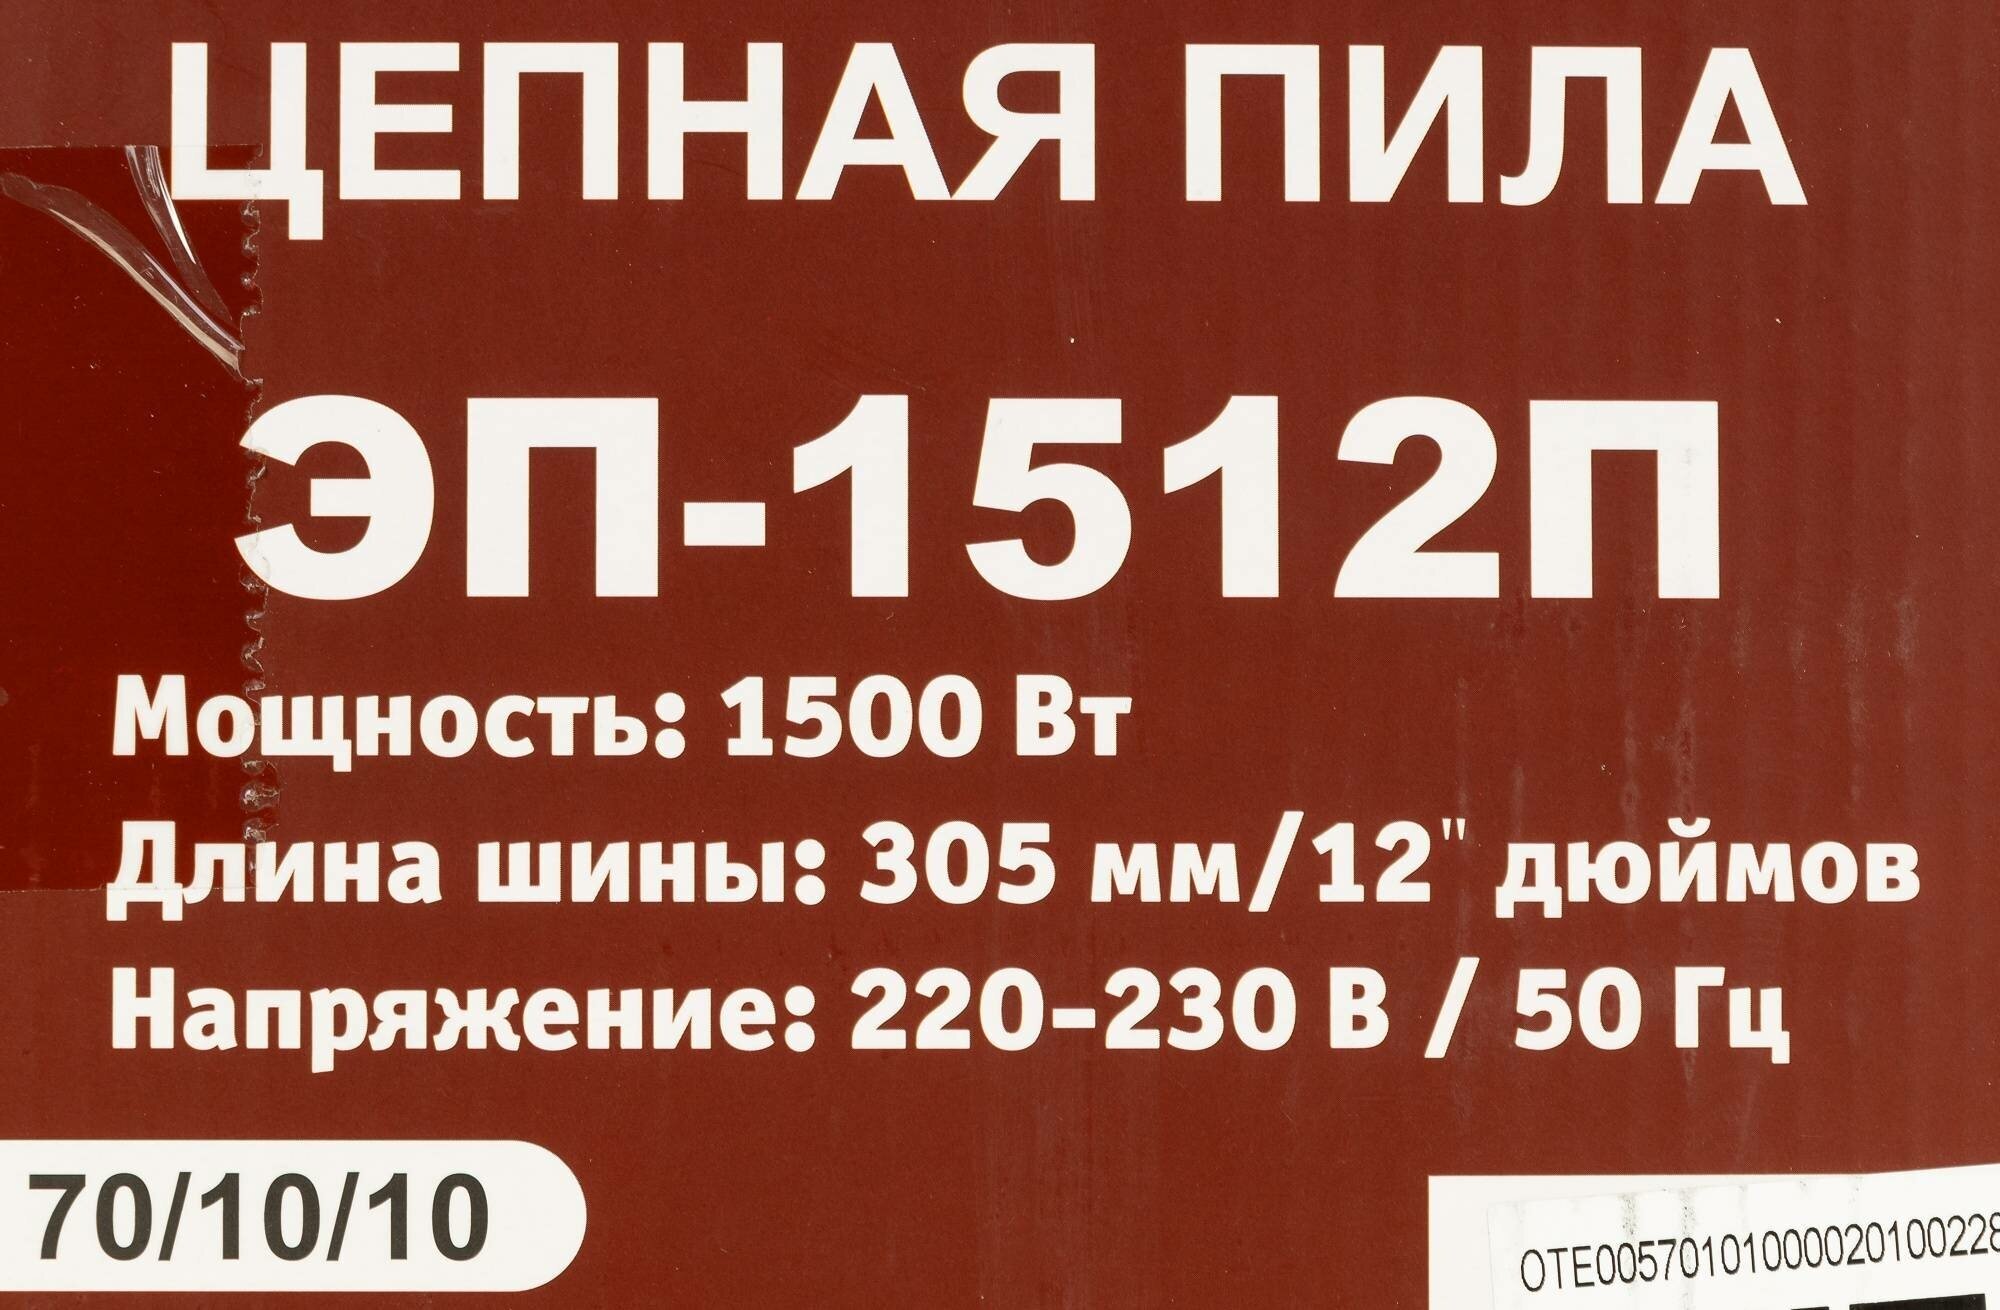 ЦЕПНАЯ ПИЛА
ЭП-1512П
Мощность: 1500 Вт
Длина шины: 305 мм/12" дюймов
Напряжение: 220-230 В / 50 Гц
70/10/10
OTE00570101000020100228